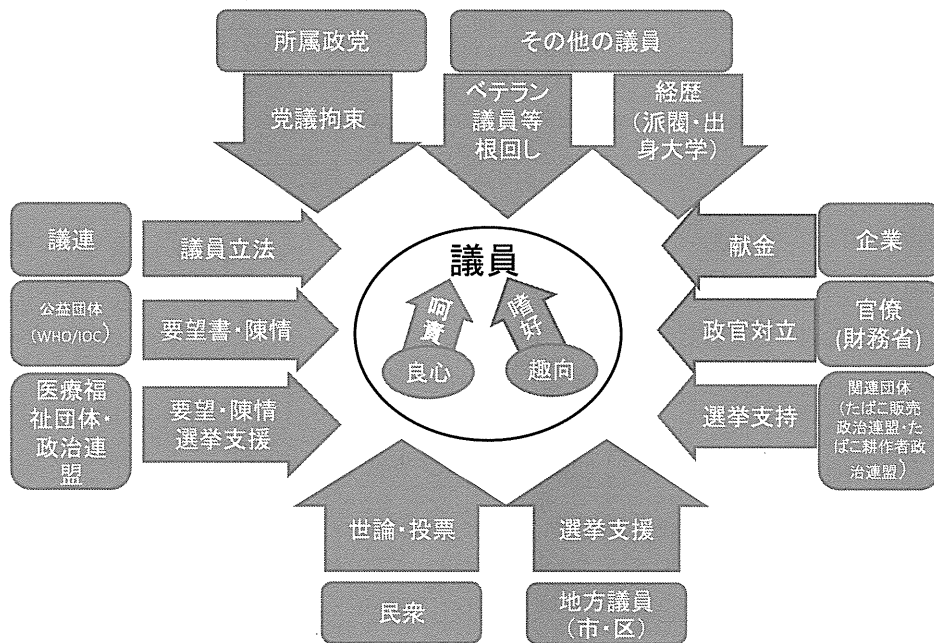 所属政党
その他の議員
党議拘束
ベテラン
議員等
根回し
経歴
(派閥・出
身大学)
議連
議員立法
献金
企業
議員
呵責
嗜好
良心
趣向
公益団体
(WHO/IOC)
要望書・陳情
政官対立
官僚
(財務省)
医療福
祉団体・
政治連
盟
要望・陳情
選挙支援
選挙支持
関連団体
(たばこ販売
政治連盟・た
ばこ耕作者政
治連盟)
世論・投票
選挙支援
民衆
地方議員
(市・区)